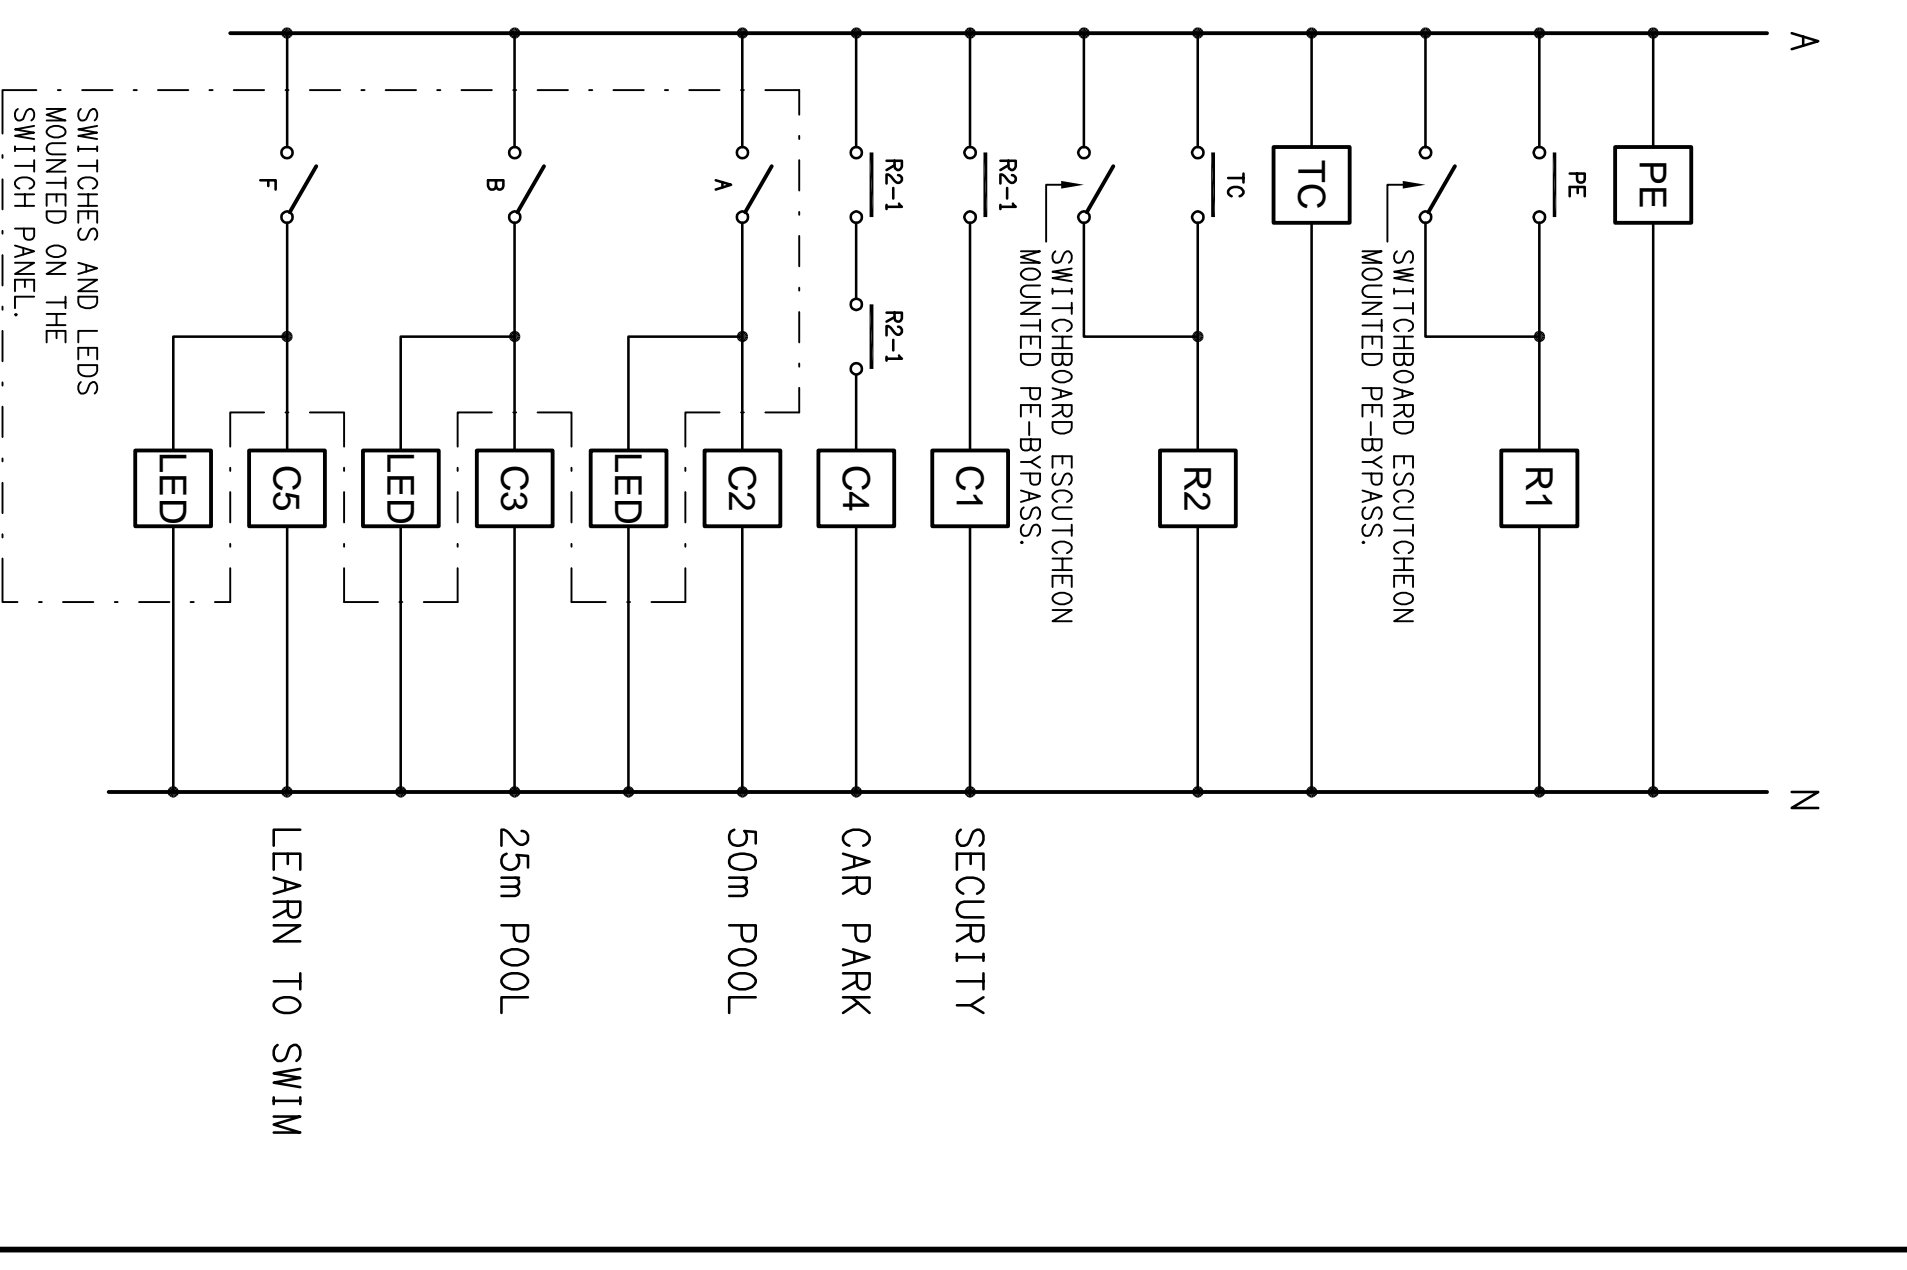 A
N
PE
PE
R1
SWITCHBOARD ESCUTCHEON
MOUNTED PE-BYPASS.
TC
TC
R2
SWITCHBOARD ESCUTCHEON
MOUNTED PE-BYPASS.
R2-1
C1
SECURITY
R2-1
R2-1
C4
CAR PARK
A
C2
50m POOL
LED
B
C3
25m POOL
LED
F
C5
LEARN TO SWIM
LED
SWITCHES AND LEDS
MOUNTED ON THE
SWITCH PANEL.